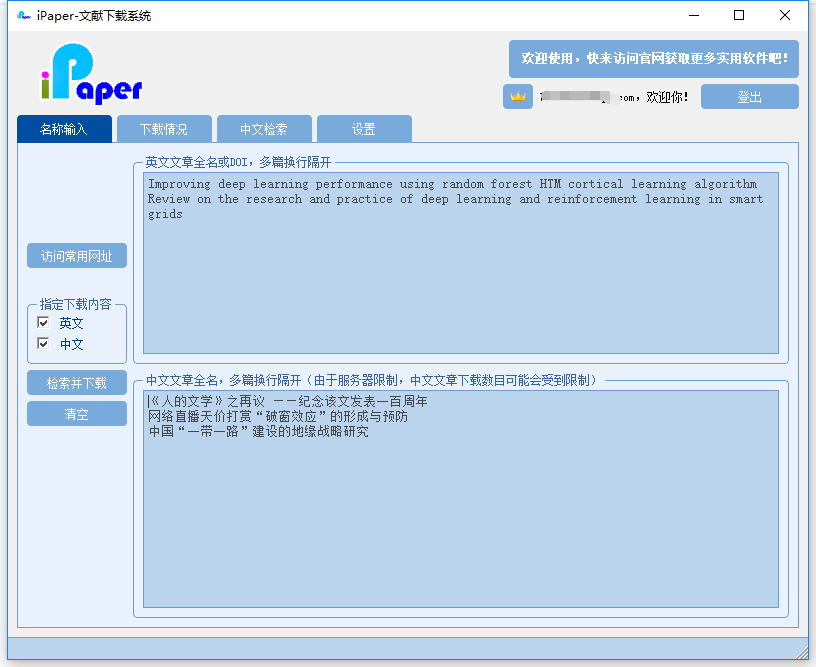 iPaper-文献下载系统
iPaper
欢迎使用，快来访问官网获取更多实用软件吧！
om，欢迎你！
登出
名称输入
下载情况
中文检索
设置
英文文章全名或DOI，多篇换行隔开
Improving deep learning performance using random forest HTM cortical learning algorithm
Review on the research and practice of deep learning and reinforcement learning in smart
grids
访问常用网址
指定下载内容
英文
中文
检索并下载
清空
中文文章全名，多篇换行隔开（由于服务器限制，中文文章下载数目可能会受到限制）
《人的文学》之再议 －－纪念该文发表一百周年
网络直播天价打赏“破窗效应”的形成与预防
中国“一带一路”建设的地缘战略研究